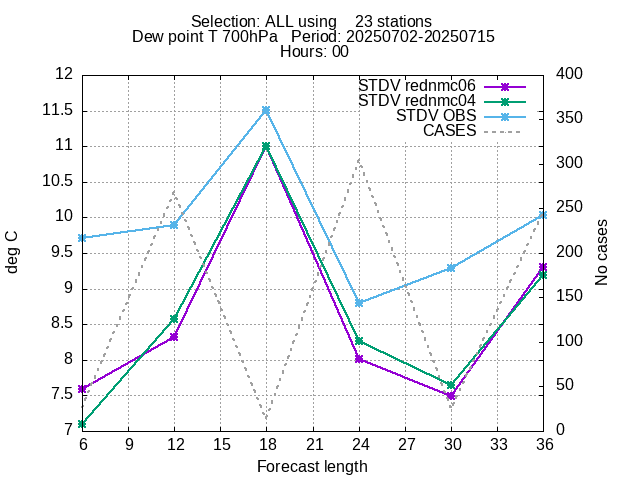 Selection: ALL using 23 stations
Dew point T 700hPa Period: 20250702-20250715
Hours: 00
STDV rednmc06
STDV rednmc04
STDV OBS
CASES
12
11.5
11
10.5
10
9.5
9
8.5
8
7.5
7
400
350
300
250
200
150
100
50
0
deg C
No cases
6 9 12 15 18 21 24 27 30 33 36
Forecast length